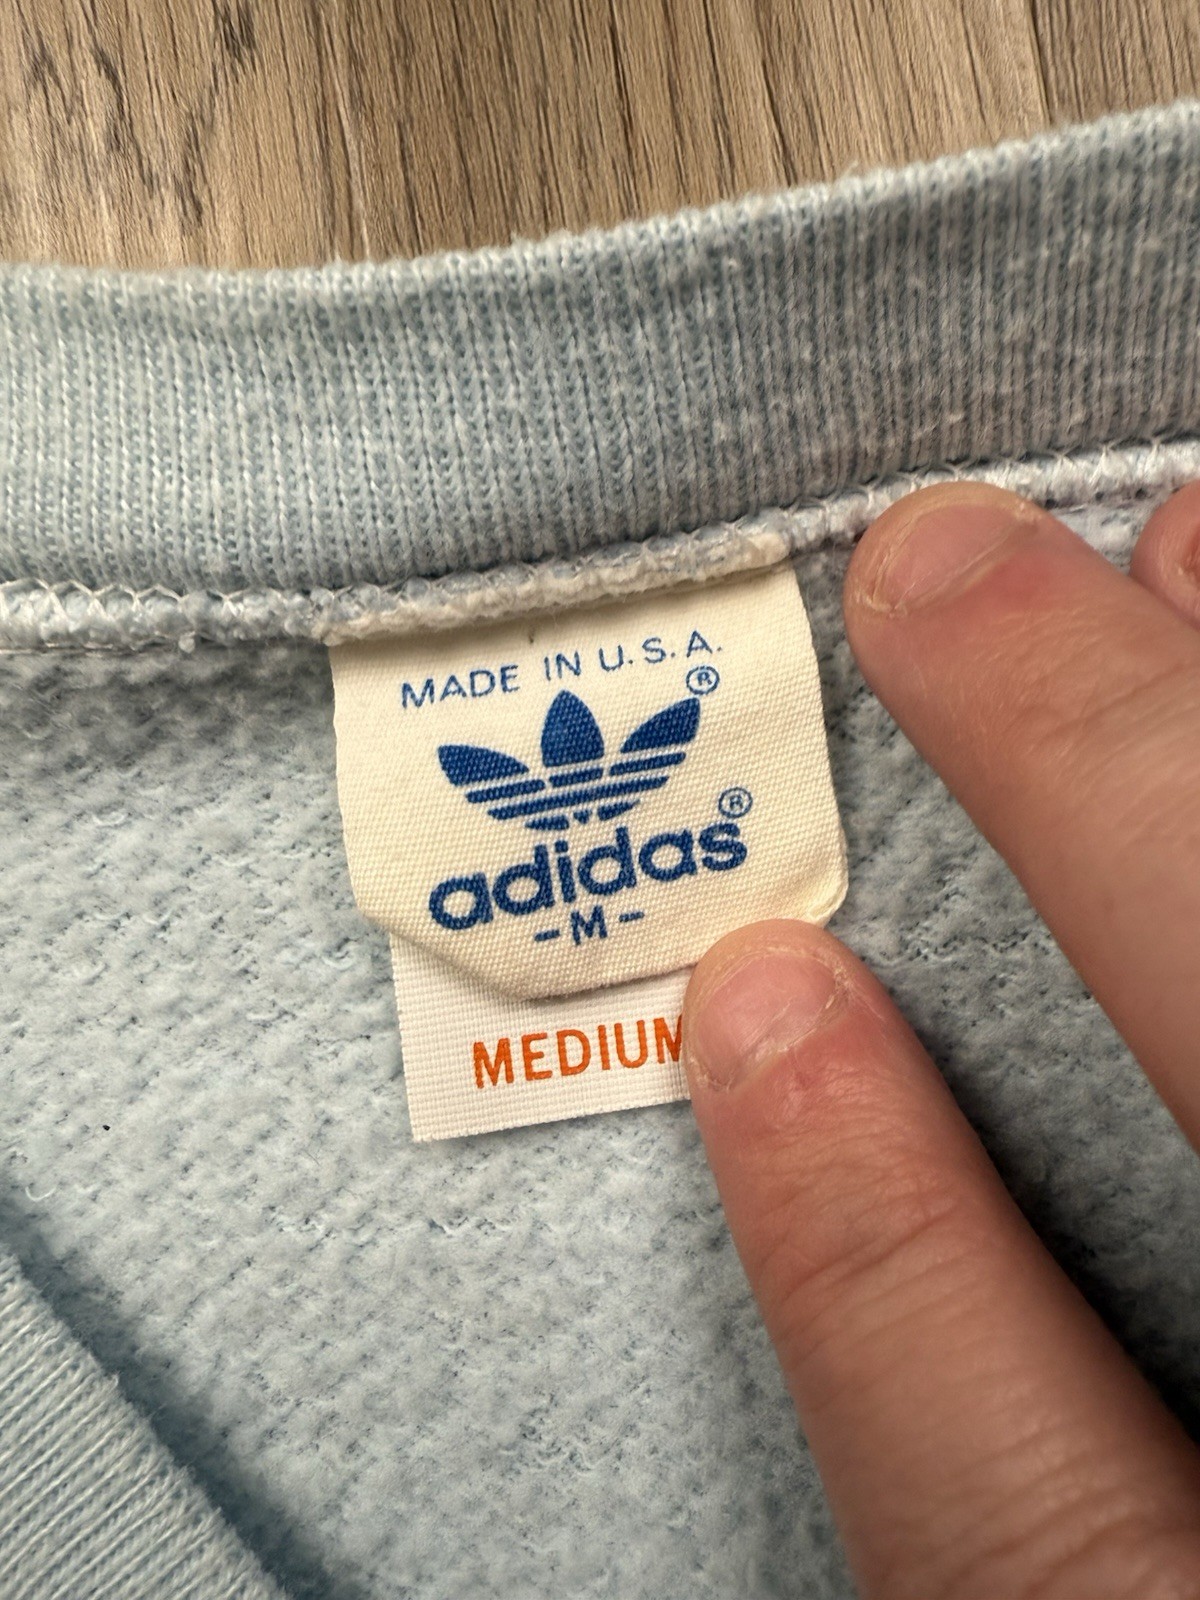 MADE IN U.S.A.
®
adidas®
-M-
MEDIUM